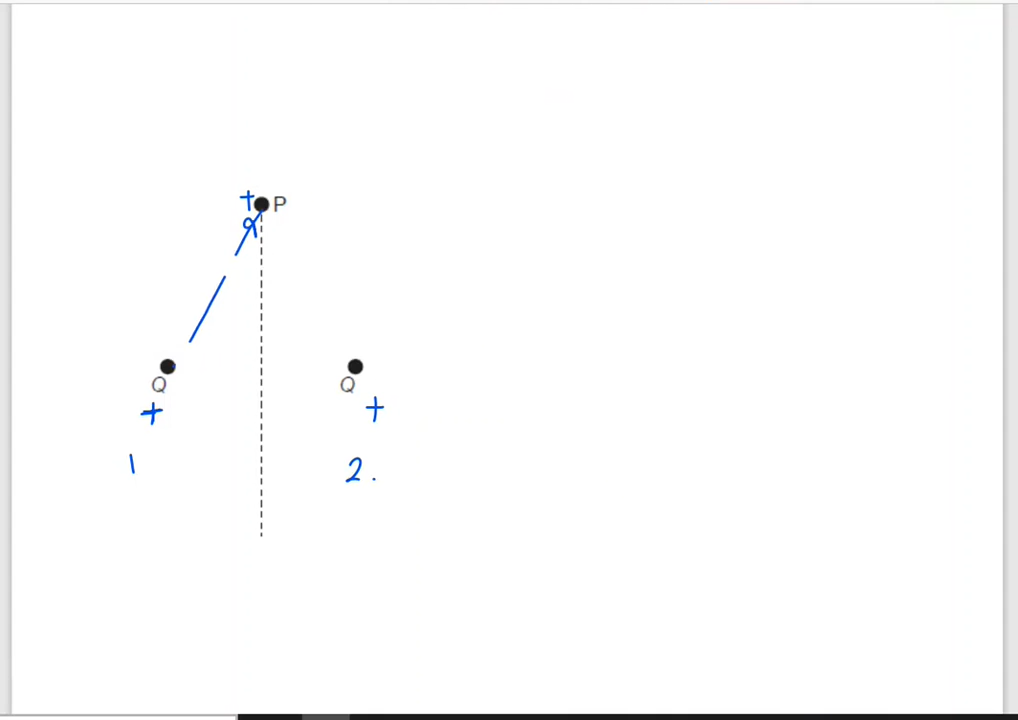 + P
q
Q Q
+ +
1 2.